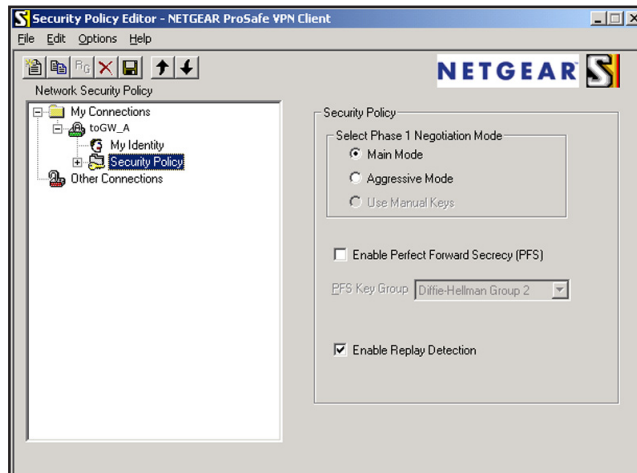 Security Policy Editor - NETGEAR ProSafe VPN Client
File Edit Options Help
RG
NETGEAR S
Network Security Policy
My Connections
toGW_A
My Identity
Security Policy
Other Connections
Security Policy
Select Phase 1 Negotiation Mode
Main Mode
Aggressive Mode
Use Manual Keys
Enable Perfect Forward Secrecy (PFS)
PFS Key Group Diffie-Hellman Group 2
Enable Replay Detection